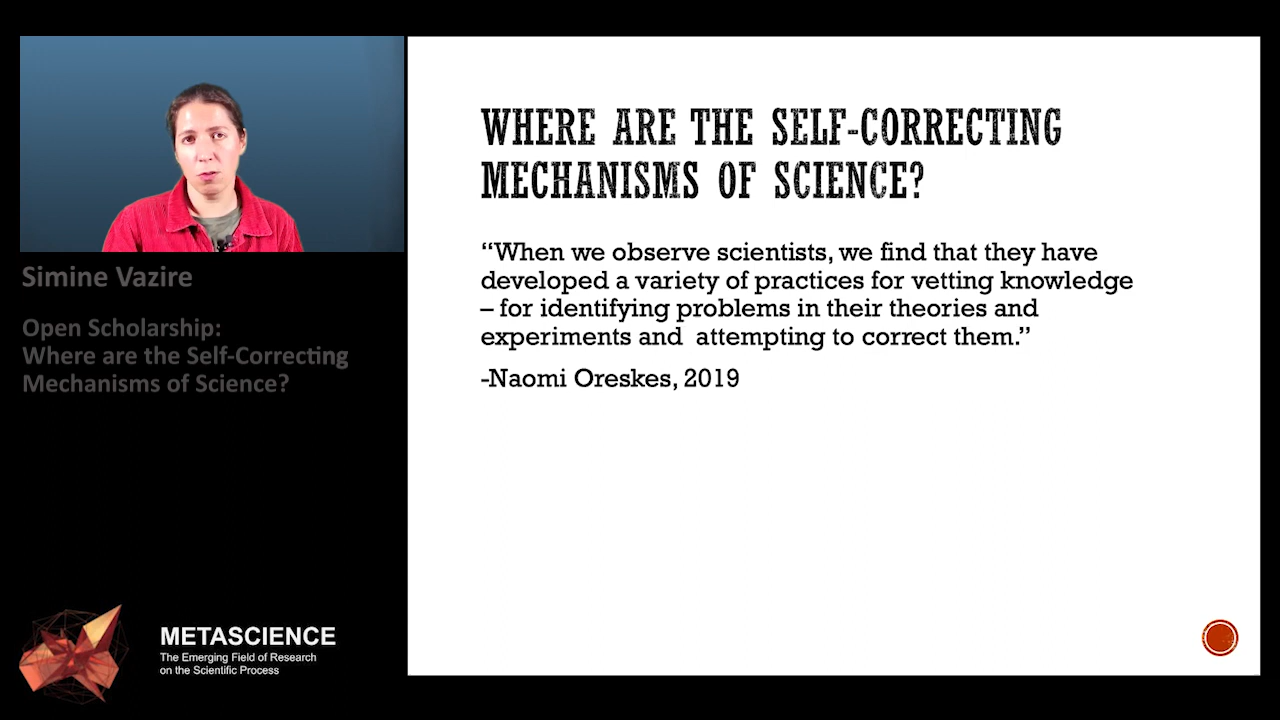 WHERE ARE THE SELF-CORRECTING
MECHANISMS OF SCIENCE?
“When we observe scientists, we find that they have
developed a variety of practices for vetting knowledge
– for identifying problems in their theories and
experiments and attempting to correct them.”
-Naomi Oreskes, 2019
Simine Vazire
Open Scholarship:
Where are the Self-Correcting
Mechanisms of Science?
METASCIENCE
The Emerging Field of Research
on the Scientific Process